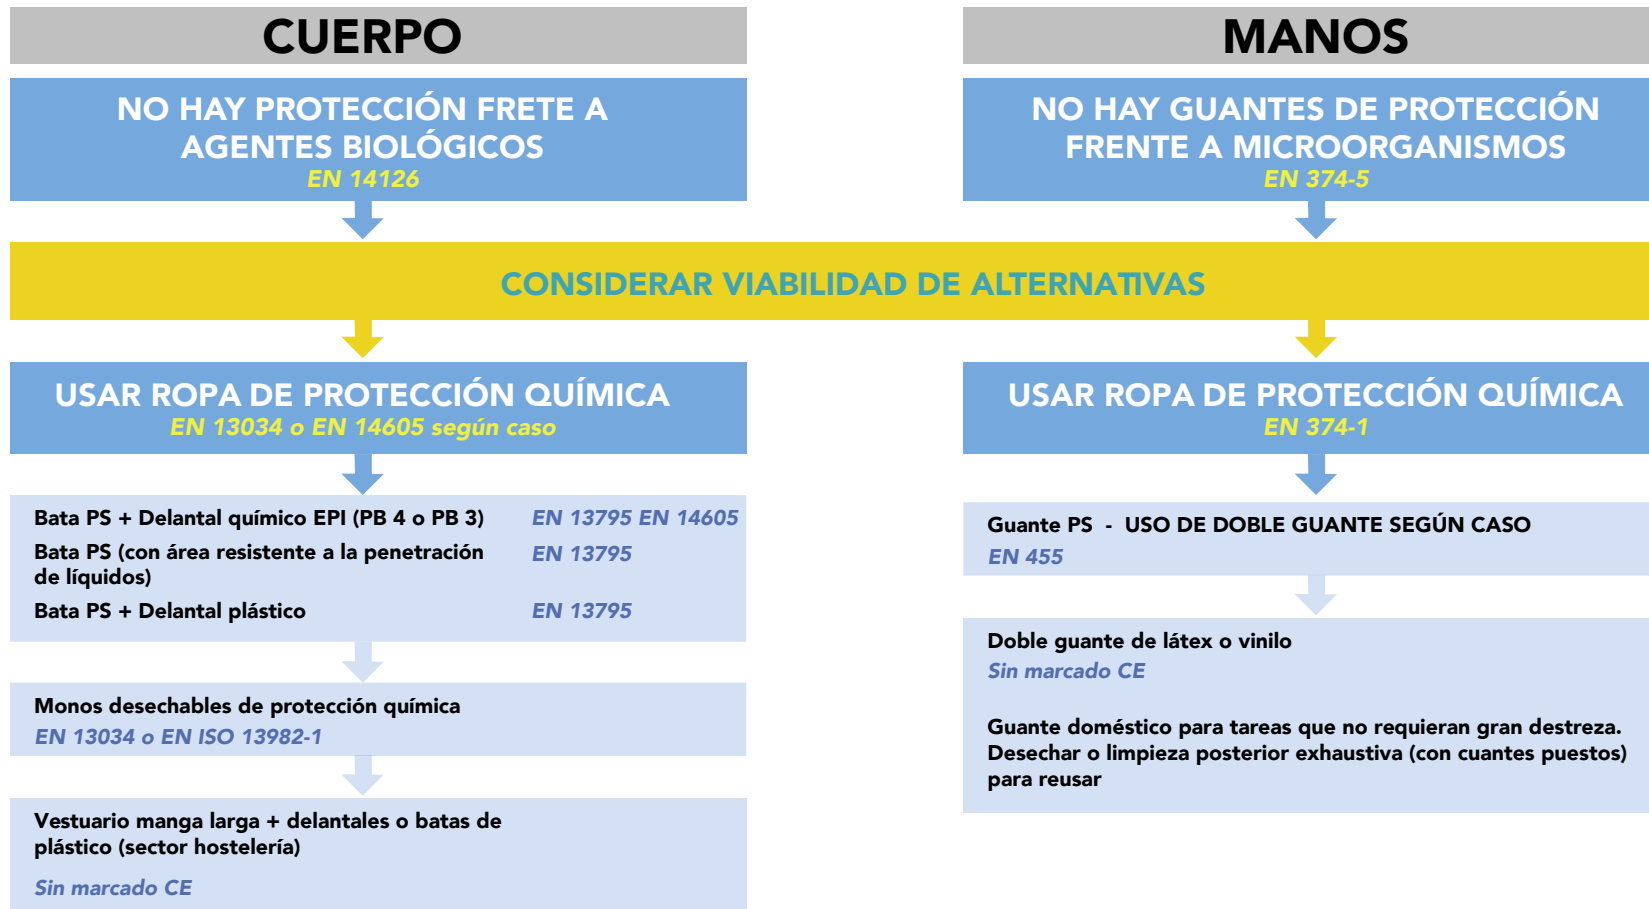 CUERPO
NO HAY PROTECCIÓN FRETE A
AGENTES BIOLÓGICOS
EN 14126
MANOS
NO HAY GUANTES DE PROTECCIÓN
FRENTE A MICROORGANISMOS
EN 374-5
CONSIDERAR VIABILIDAD DE ALTERNATIVAS
USAR ROPA DE PROTECCIÓN QUÍMICA
EN 13034 o EN 14605 según caso
Bata PS + Delantal químico EPI (PB 4 o PB 3) EN 13795 EN 14605
Bata PS (con área resistente a la penetración EN 13795
de líquidos)
Bata PS + Delantal plástico EN 13795
Monos desechables de protección química
EN 13034 o EN ISO 13982-1
Vestuario manga larga + delantales o batas de
plástico (sector hostelería)
Sin marcado CE
USAR ROPA DE PROTECCIÓN QUÍMICA
EN 374-1
Guante PS - USO DE DOBLE GUANTE SEGÚN CASO
EN 455
Doble guante de látex o vinilo
Sin marcado CE
Guante doméstico para tareas que no requieran gran destreza.
Desechar o limpieza posterior exhaustiva (con cuantes puestos)
para reusar